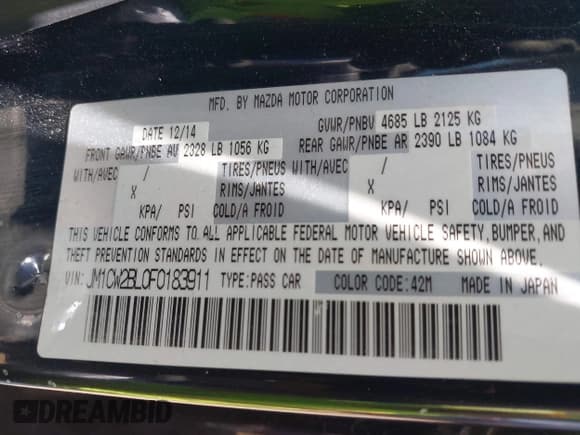 MFD. BY MAZDA MOTOR CORPORATION
DATE 12/14 GVWR/PNBV 4685 LB 2125 KG
FRONT GAWR/PNBE AV 2328 LB 1056 KG REAR GAWR/PNBE AR 2390 LB 1084 KG
WITH/AVEC / TIRES/PNEUS WITH/AVEC / TIRES/PNEUS
X RIMS/JANTES X RIMS/JANTES
KPA/ PSI COLD/A FROID KPA/ PSI COLD/A FROID
THIS VEHICLE CONFORMS TO ALL APPLICABLE FEDERAL MOTOR VEHICLE SAFETY, BUMPER, AND
THEFT PREVENTION STANDARDS IN EFFECT ON THE DATE OF MANUFACTURE SHOWN ABOVE.
VIN: JM1CW2BL0F0183911 TYPE:PASS CAR COLOR CODE:42M MADE IN JAPAN
DREAMBID